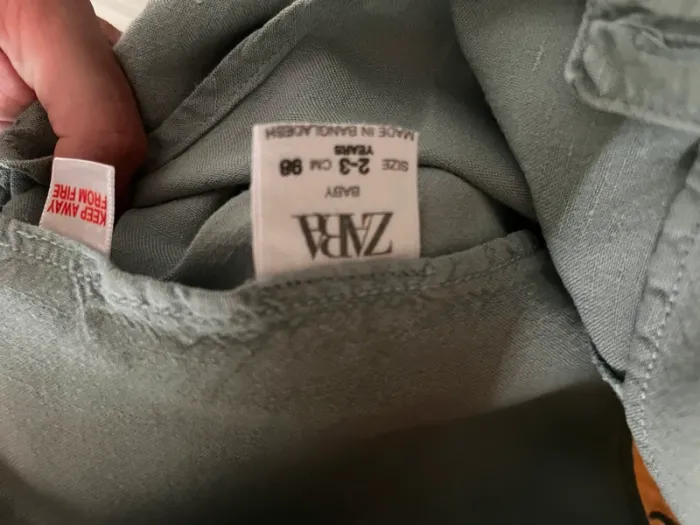 ZARA
BABY
SIZE 2-3 CM 98
YEARS
MADE IN BANGLADESH
KEEP AWAY
FROM FIRE